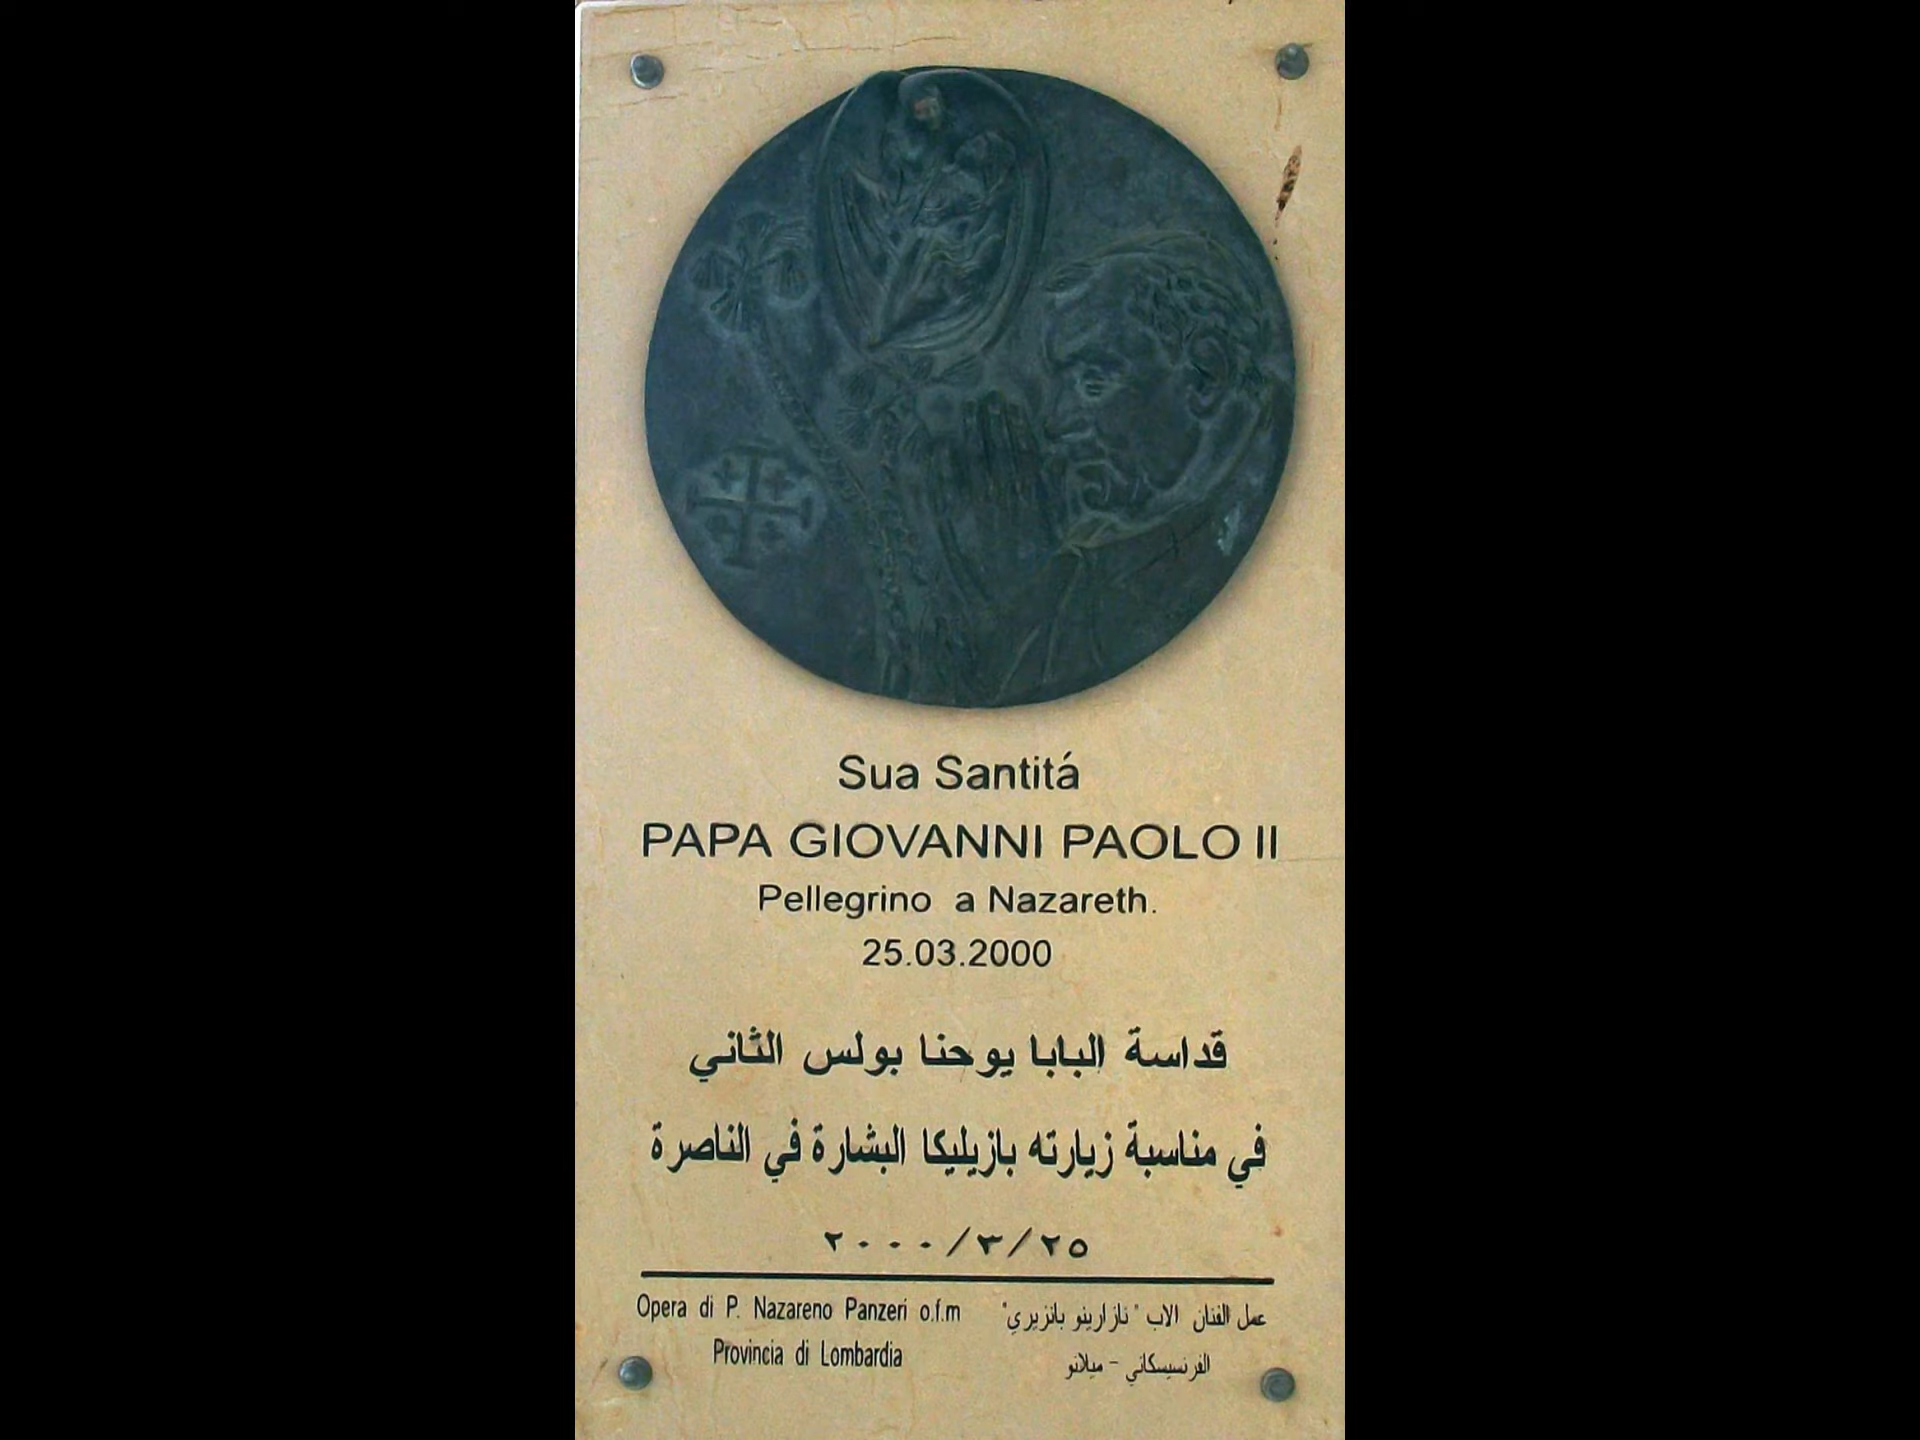 Sua Santitá
PAPA GIOVANNI PAOLO II
Pellegrino a Nazareth.
25.03.2000
قداسة البابا يوحنا بولس الثاني
في مناسبة زيارته بازيليكا البشارة في الناصرة
٢٠٠٠/٣/٢٥
Opera di P. Nazareno Panzeri o.f.m
Provincia di Lombardia
عمل الفنان الاب "نازارينو بانزيري"
الفرنسيسكاني - ميلانو